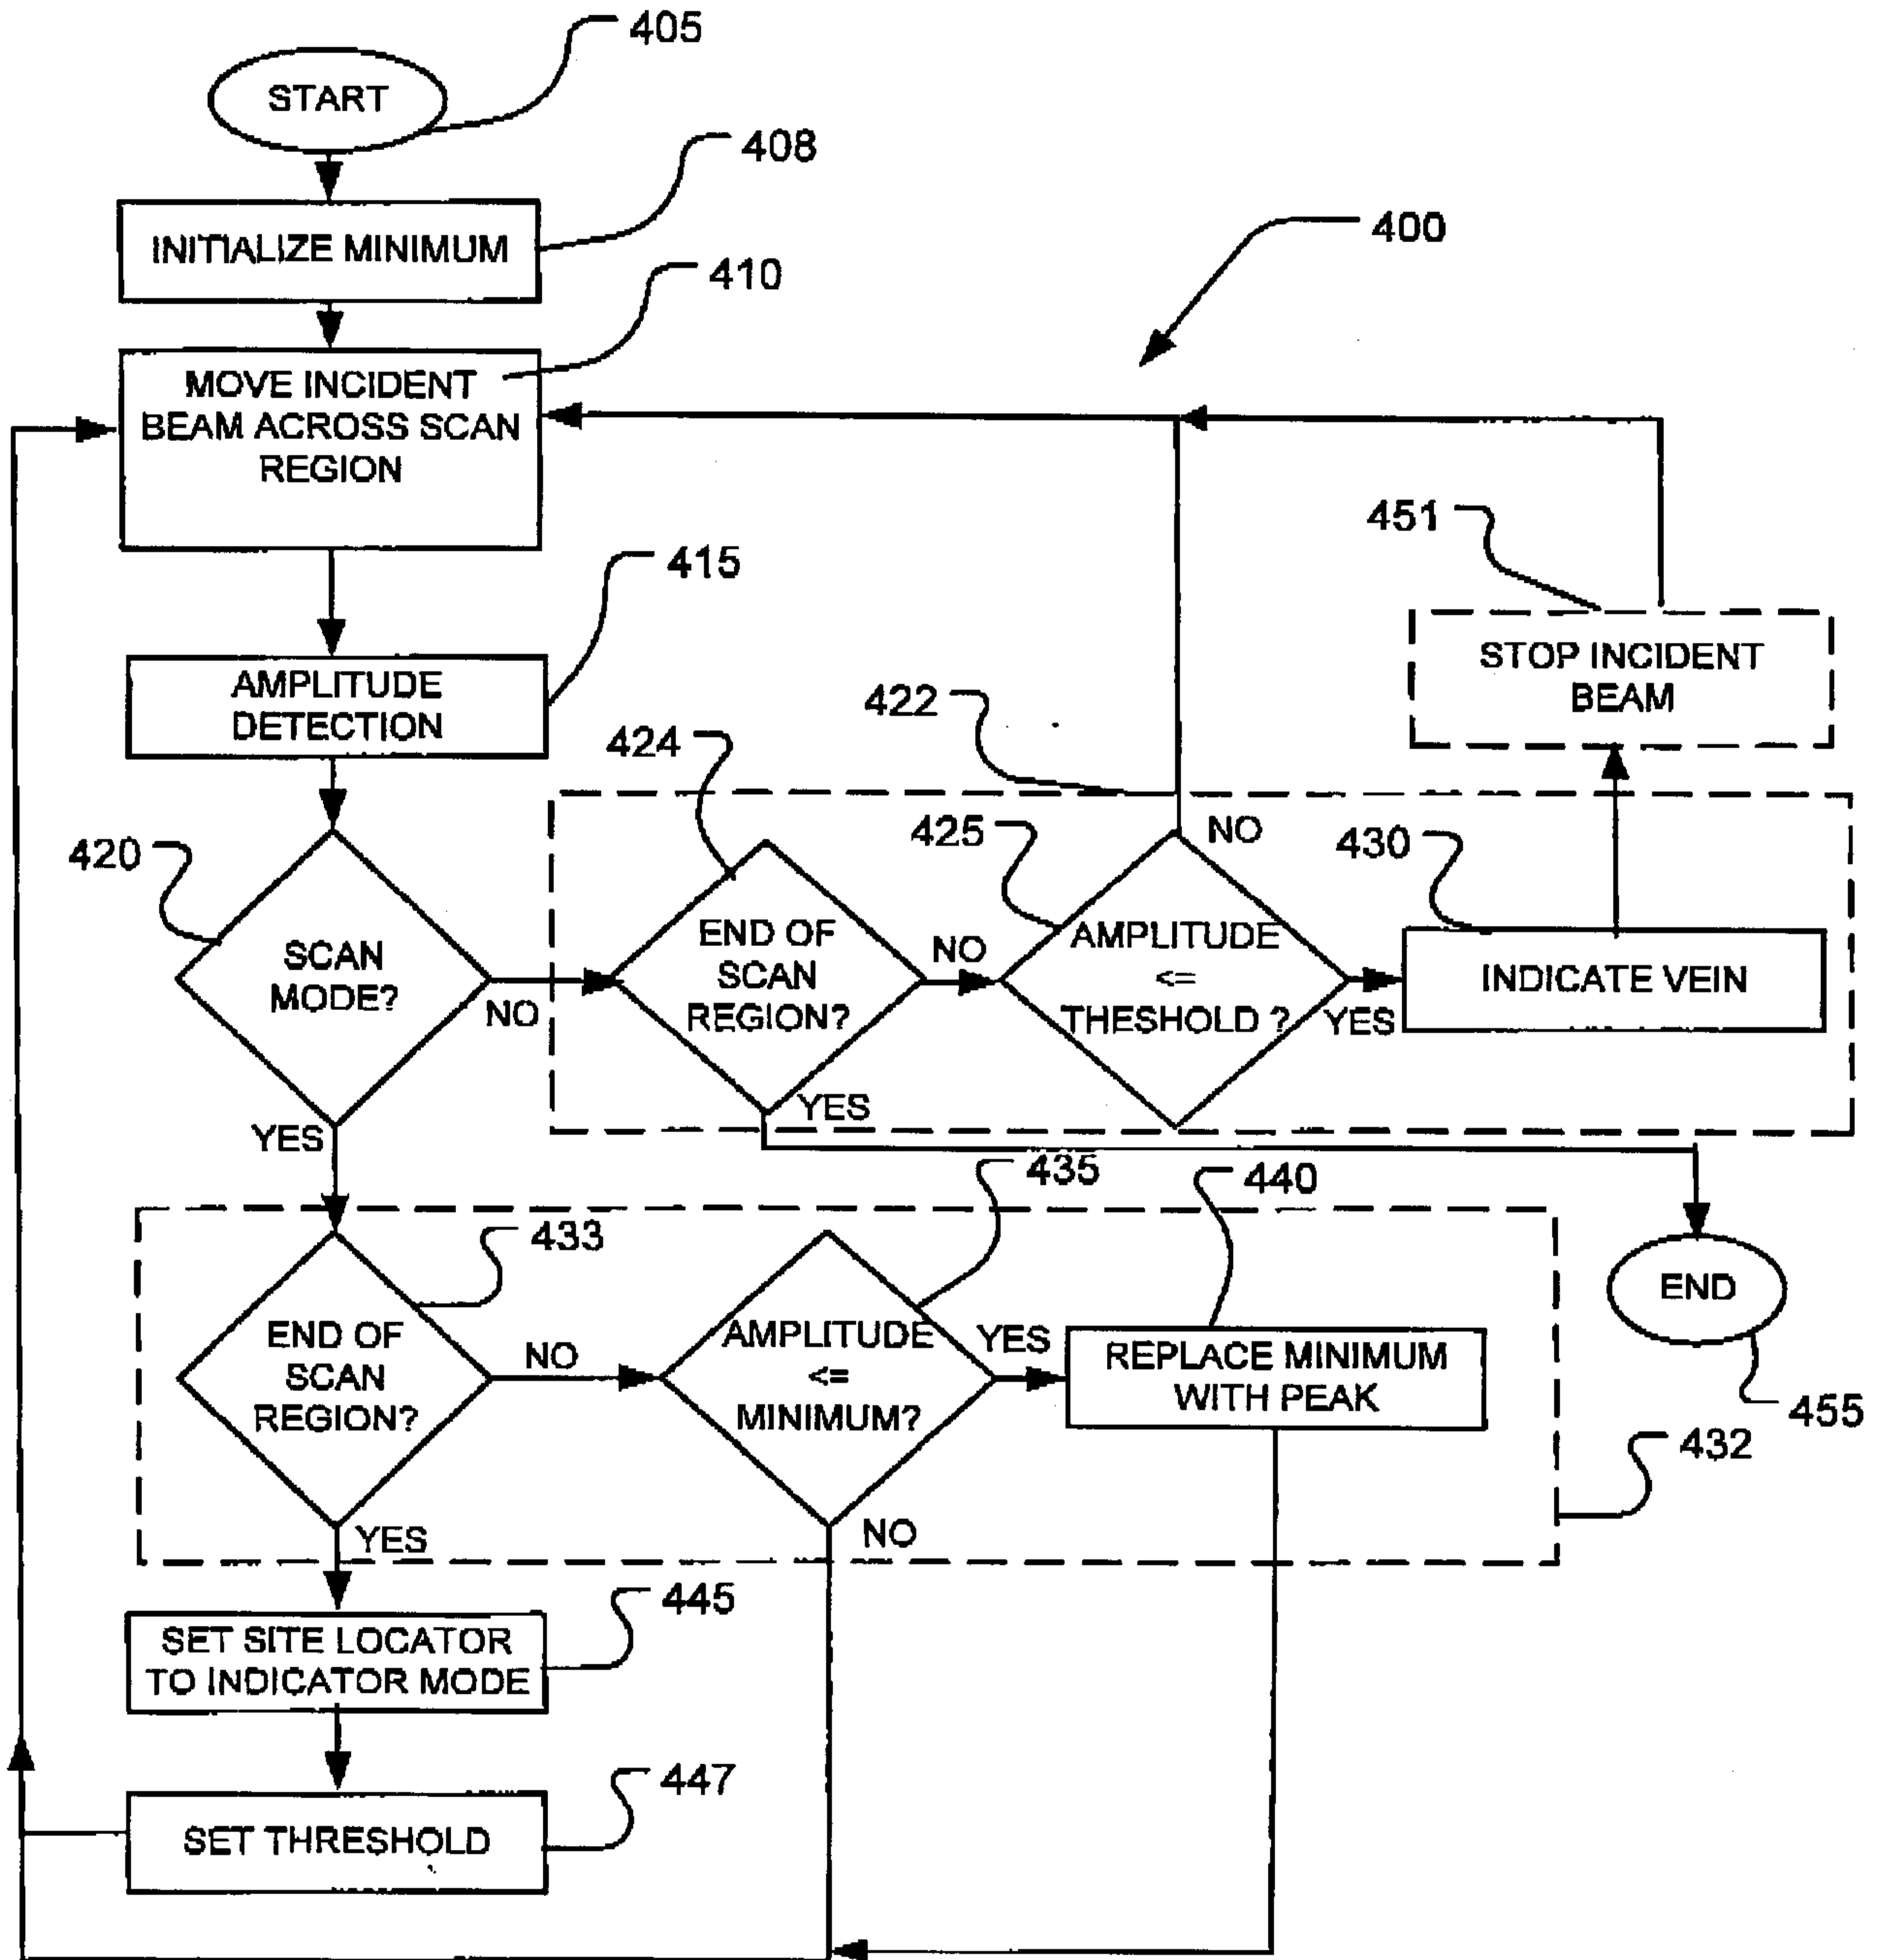 405
START
408
INITIALIZE MINIMUM
400
410
MOVE INCIDENT
BEAM ACROSS SCAN
REGION
451
415
STOP INCIDENT
BEAM
AMPLITUDE
DETECTION
422
424
425
NO
430
420
SCAN
MODE?
NO
END OF
SCAN
REGION?
NO
AMPLITUDE
<=
THESHOLD ?
YES
INDICATE VEIN
YES
YES
435
440
433
END
455
END OF
SCAN
REGION?
NO
AMPLITUDE
<=
MINIMUM?
YES
REPLACE MINIMUM
WITH PEAK
432
YES
NO
445
SET SITE LOCATOR
TO INDICATOR MODE
447
SET THRESHOLD